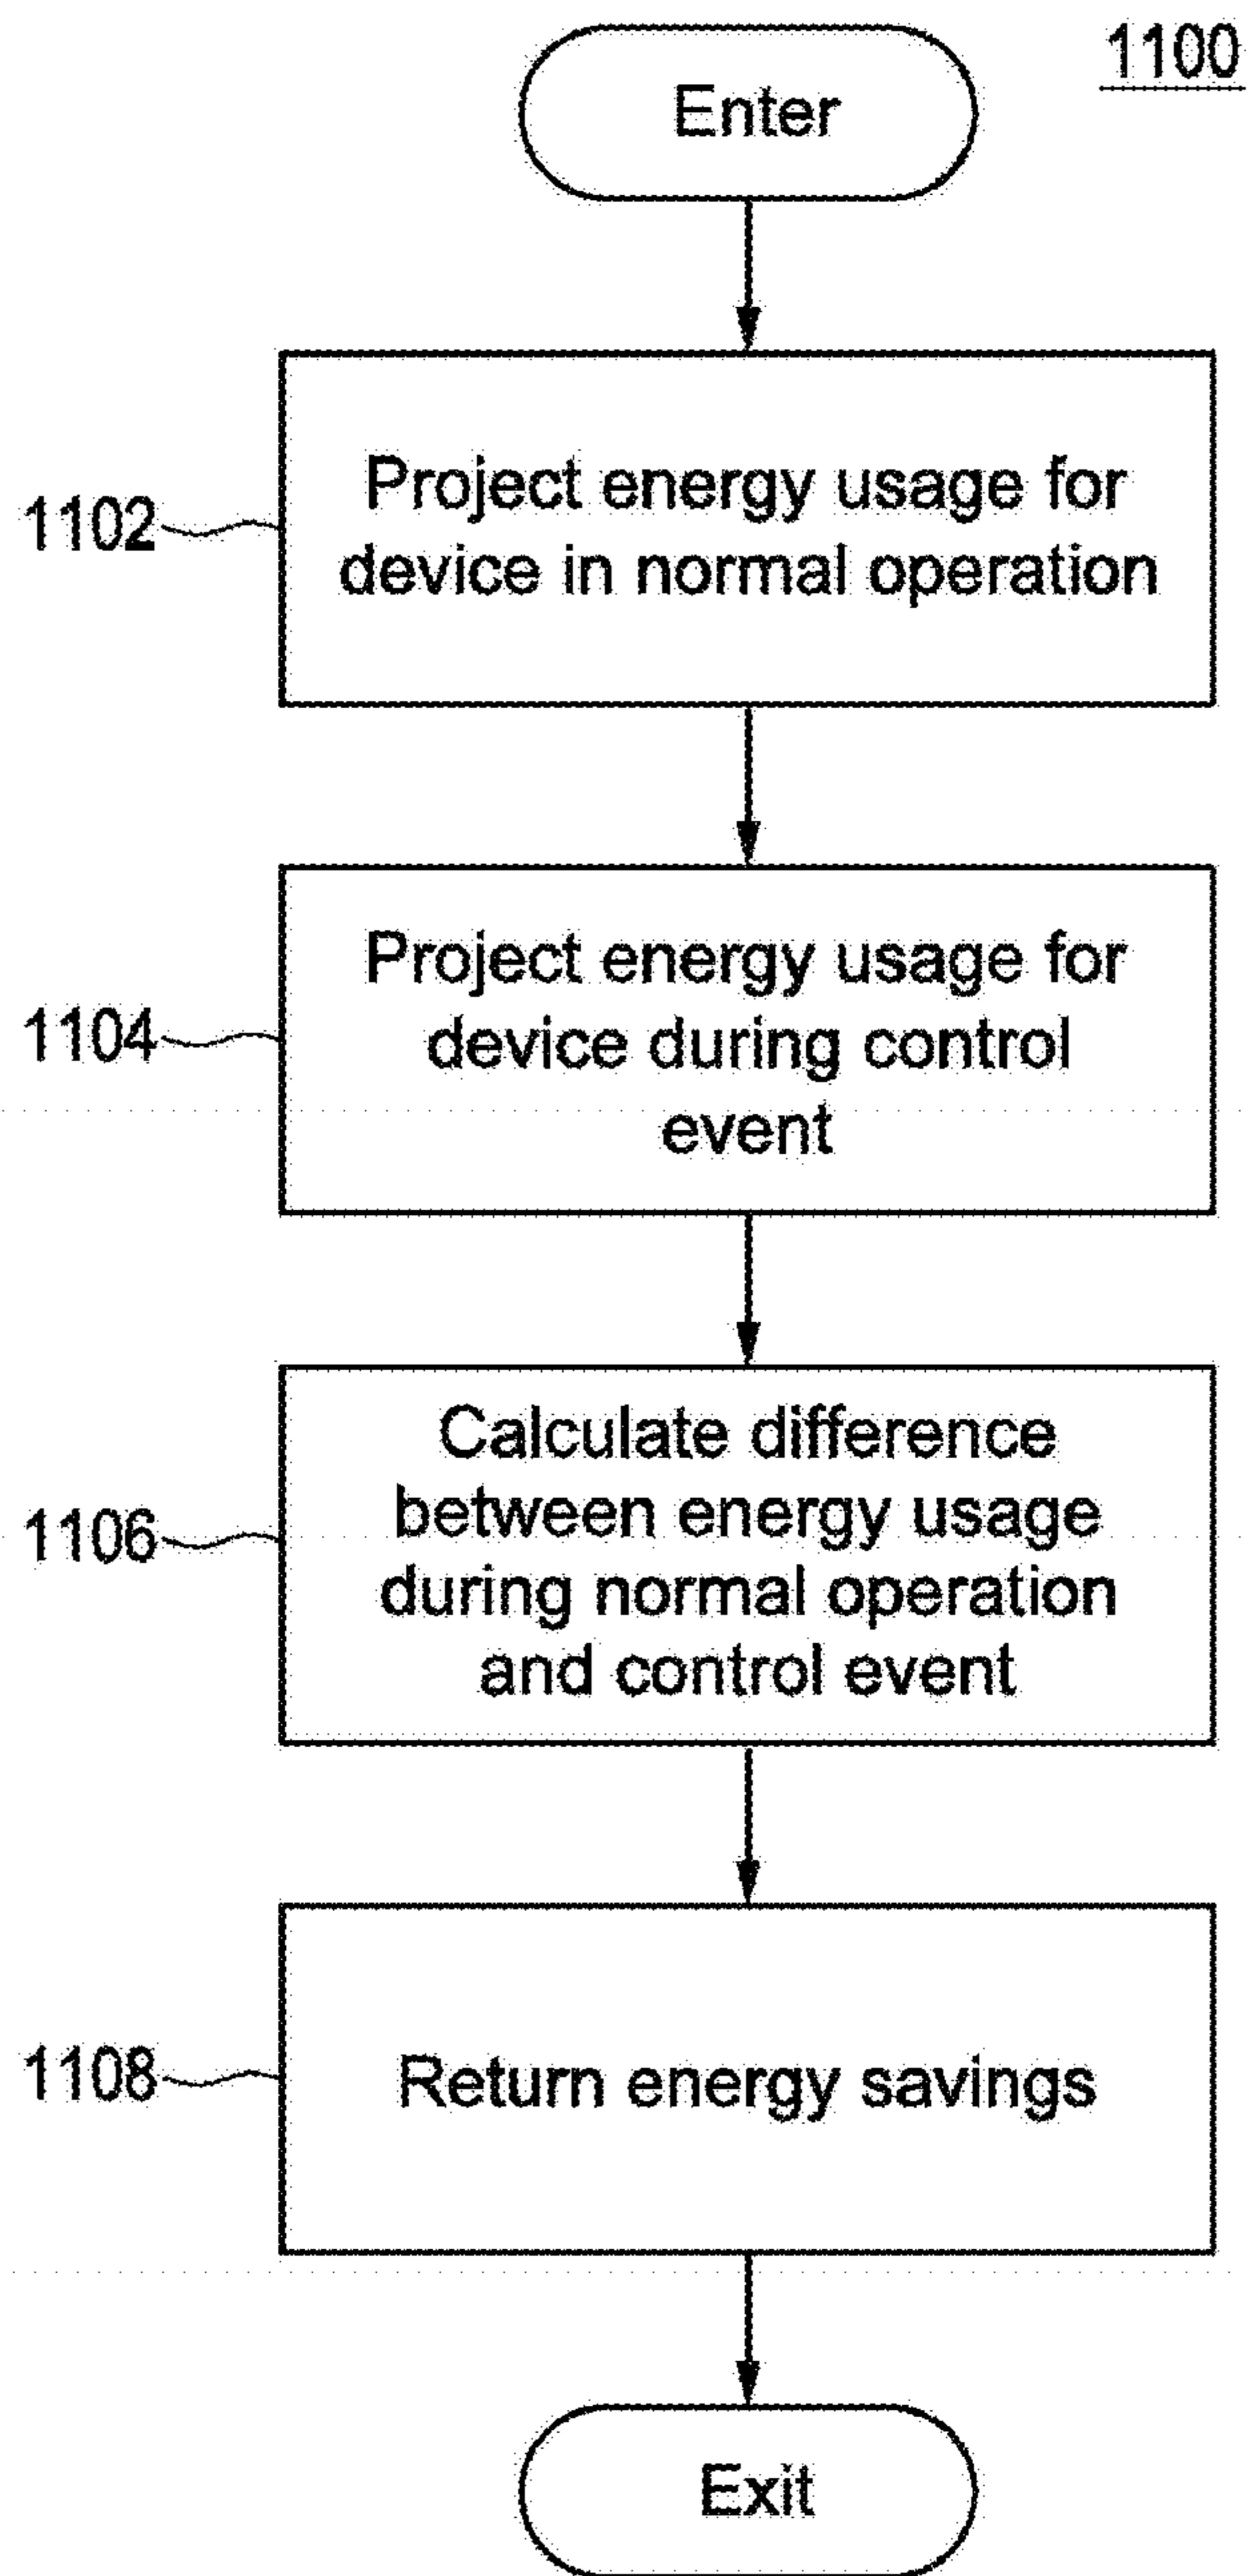 1100
Enter
1102
Project energy usage for
device in normal operation
1104
Project energy usage for
device during control
event
1106
Calculate difference
between energy usage
during normal operation
and control event
1108
Return energy savings
Exit